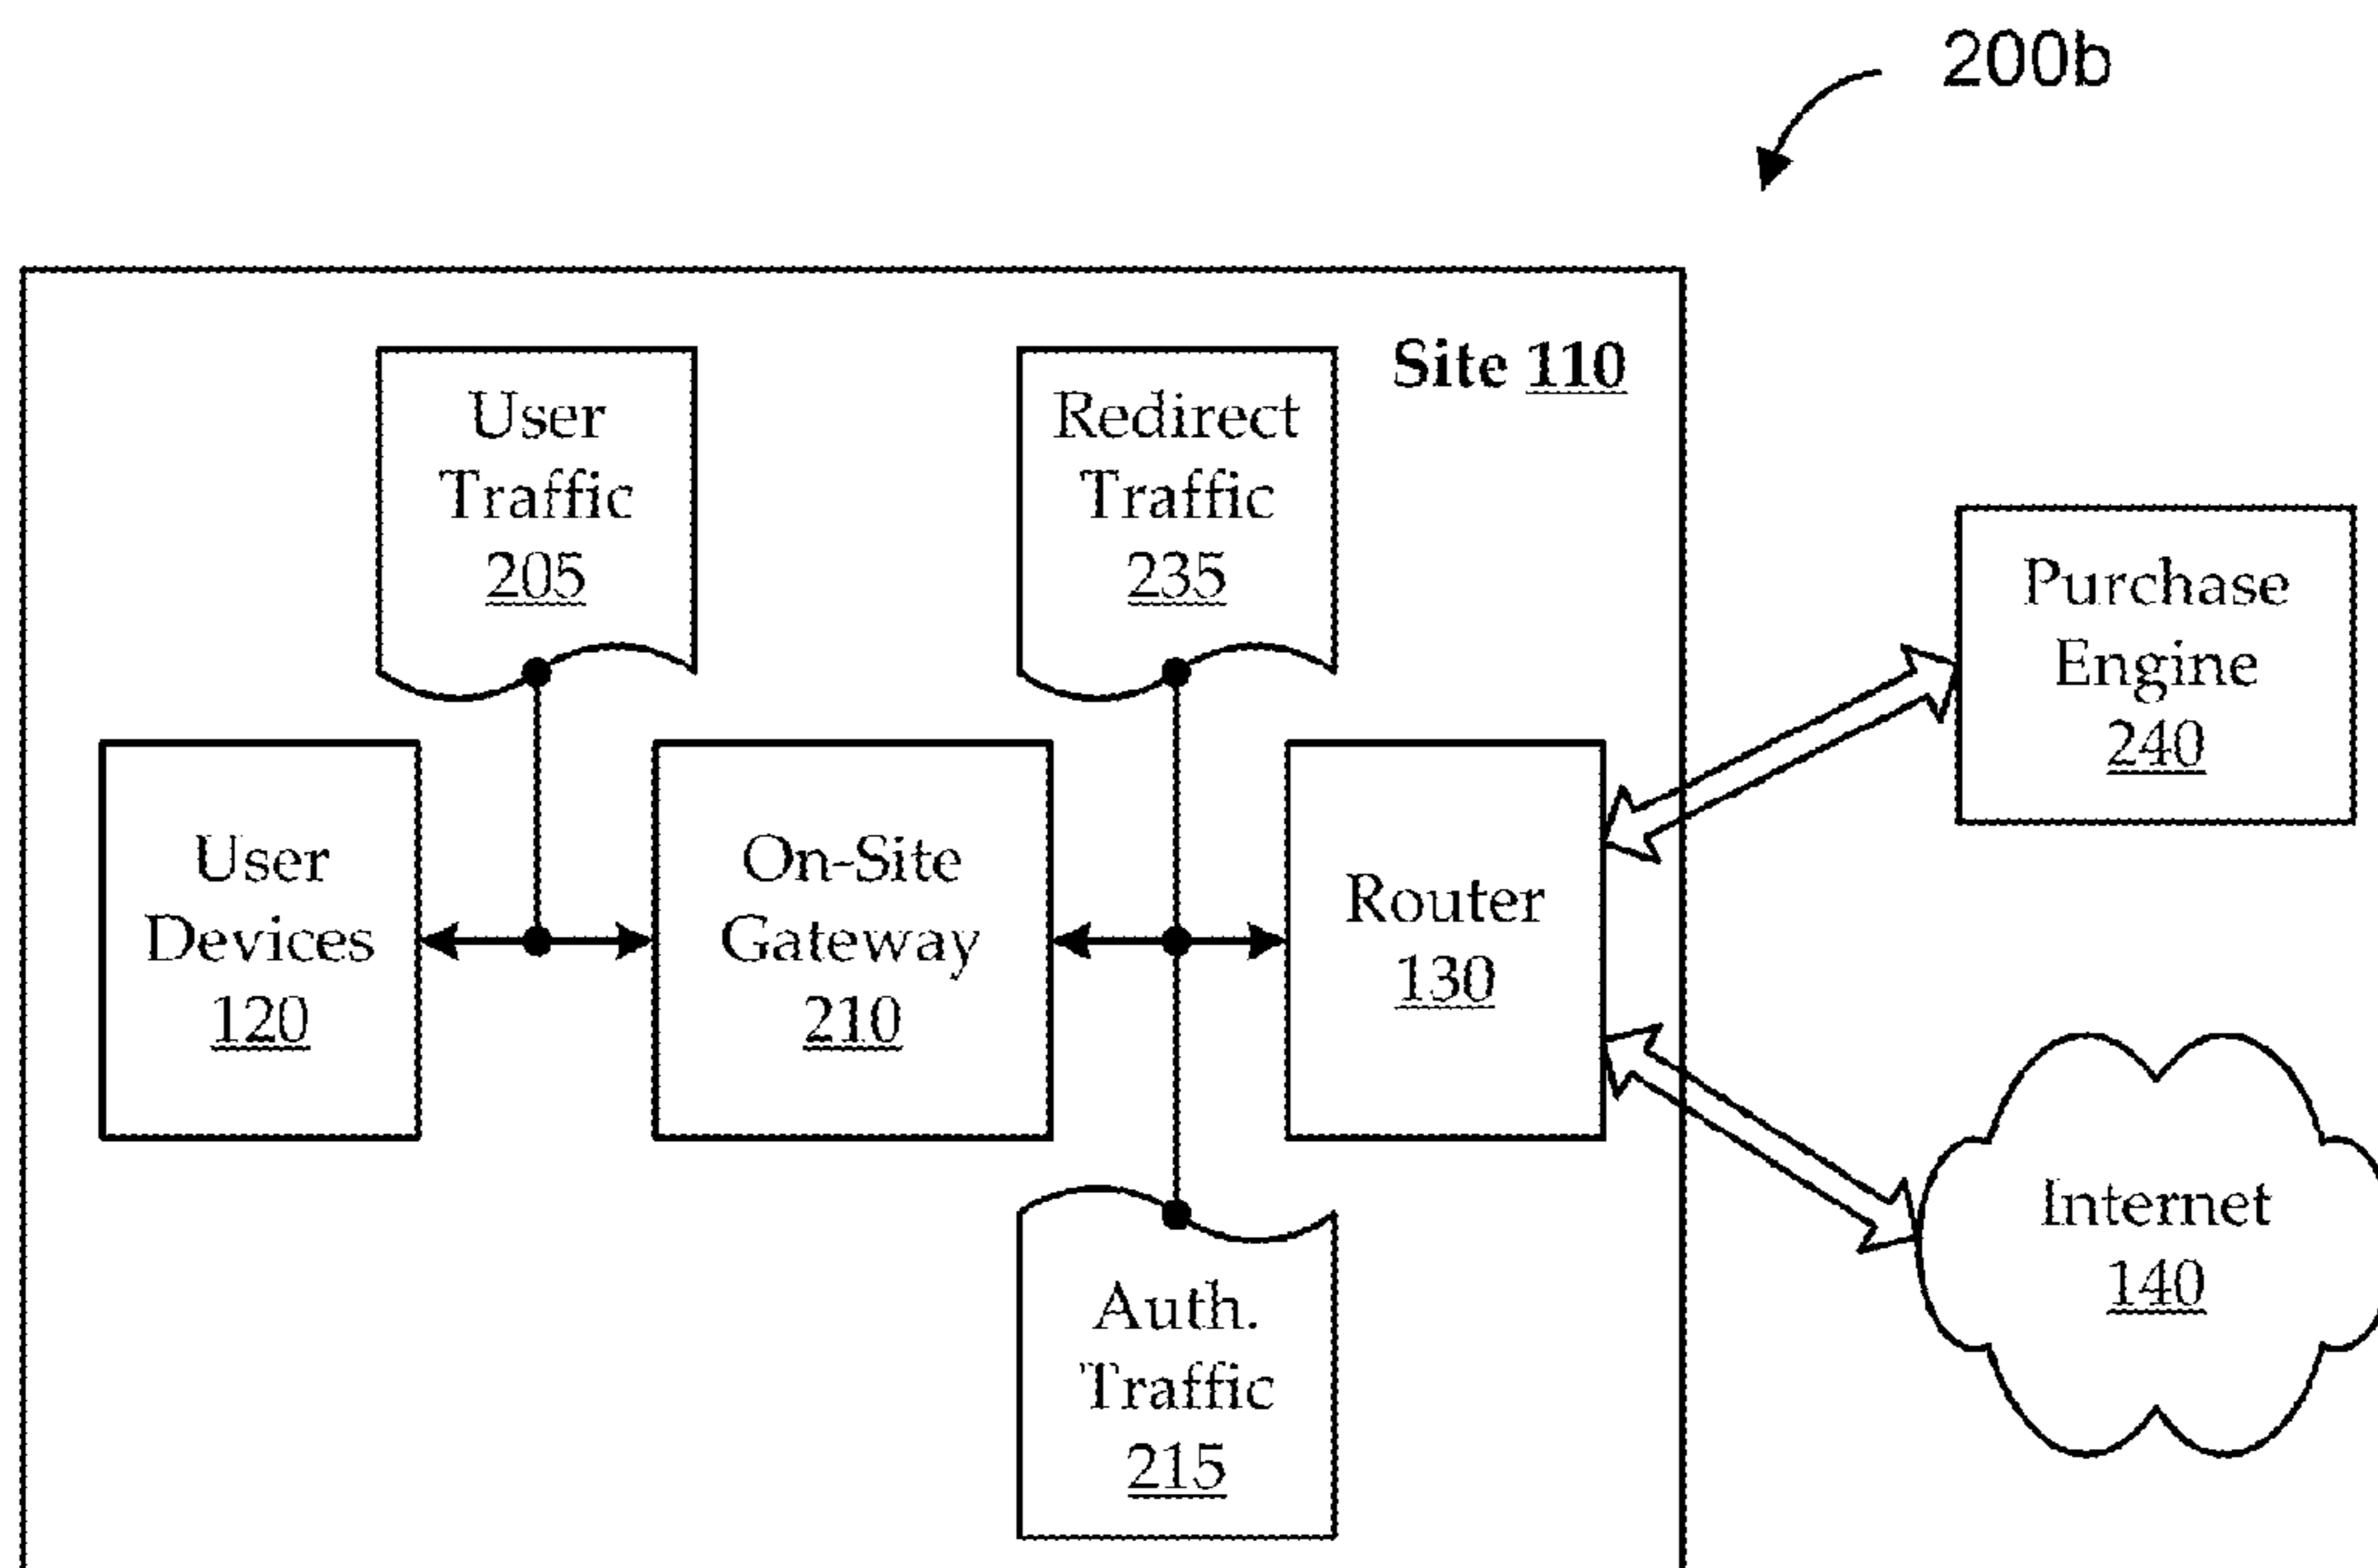 200b
Site 110
User
Traffic
205
Redirect
Traffic
235
Purchase
Engine
240
User
Devices
120
On-Site
Gateway
210
Router
130
Internet
140
Auth.
Traffic
215